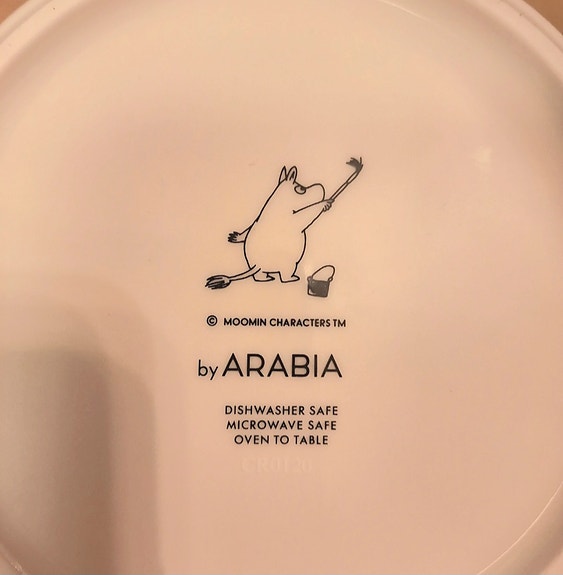 © MOOMIN CHARACTERS TM
by ARABIA
DISHWASHER SAFE
MICROWAVE SAFE
OVEN TO TABLE